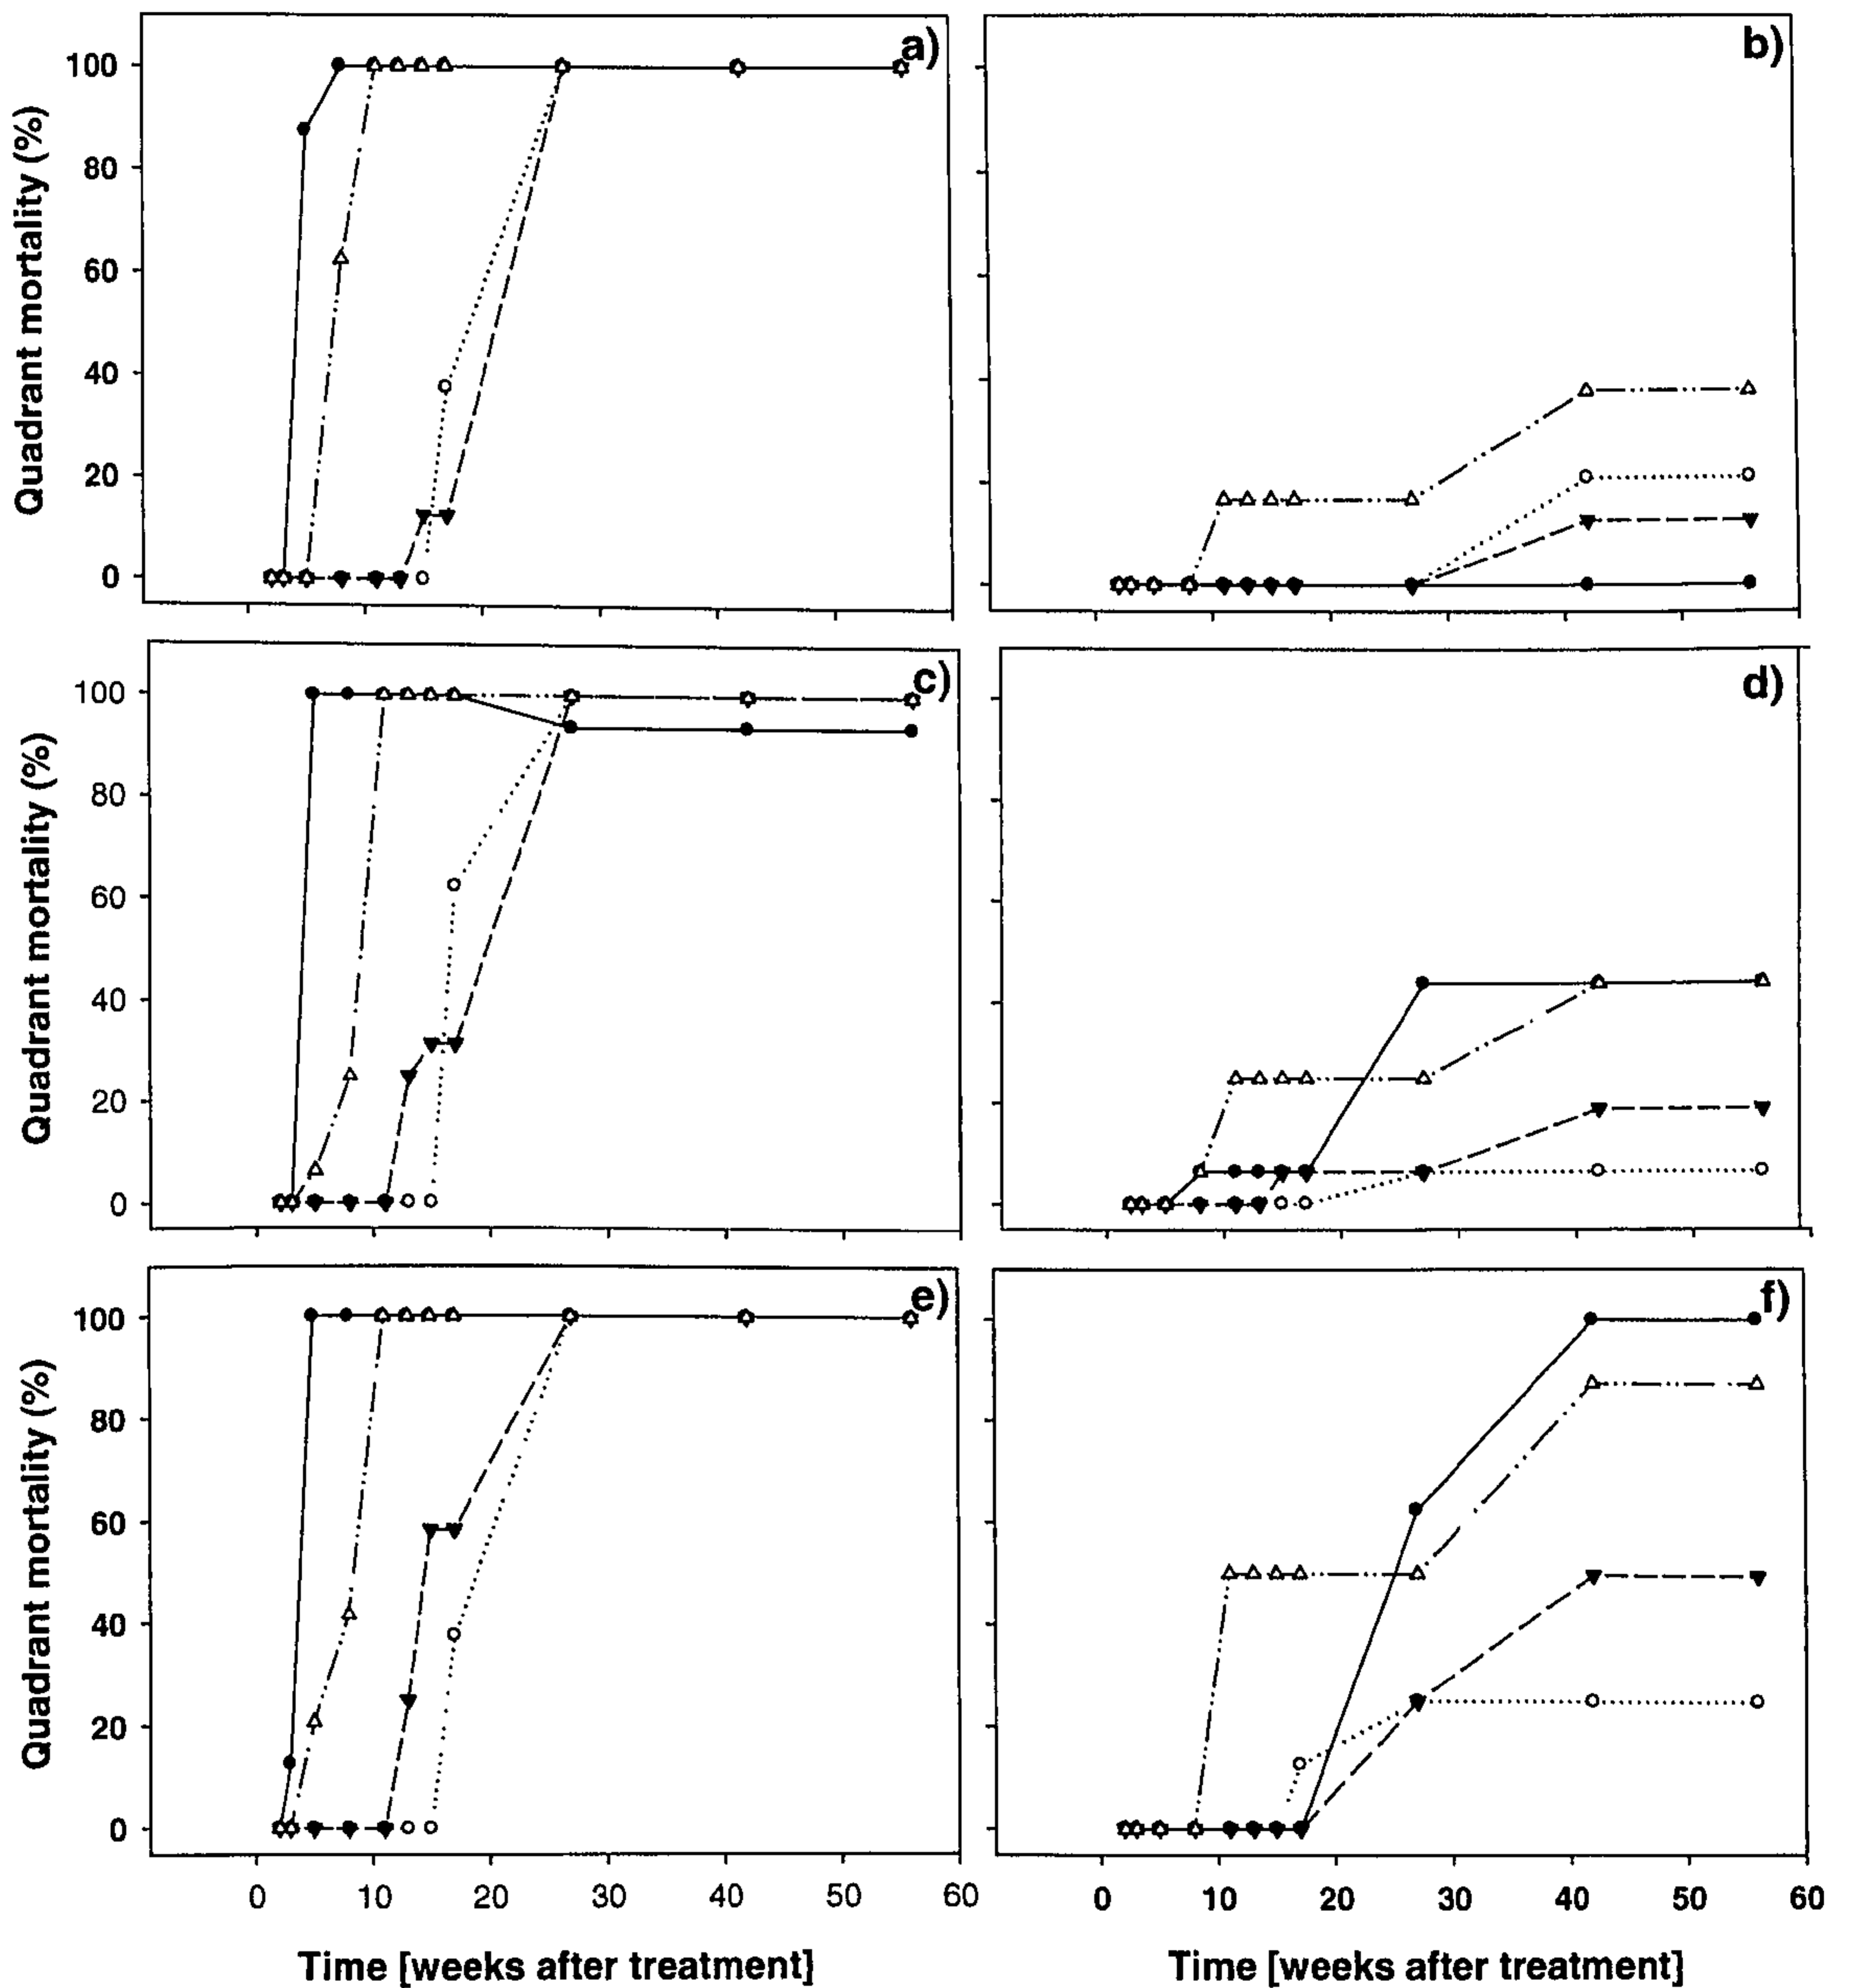 a)
b)
Quadrant mortality (%)
100
80
60
40
20
0
c)
d)
Quadrant mortality (%)
100
80
60
40
20
0
e)
f)
Quadrant mortality (%)
100
80
60
40
20
0
0 10 20 30 40 50 60
0 10 20 30 40 50 60
Time [weeks after treatment]
Time [weeks after treatment]